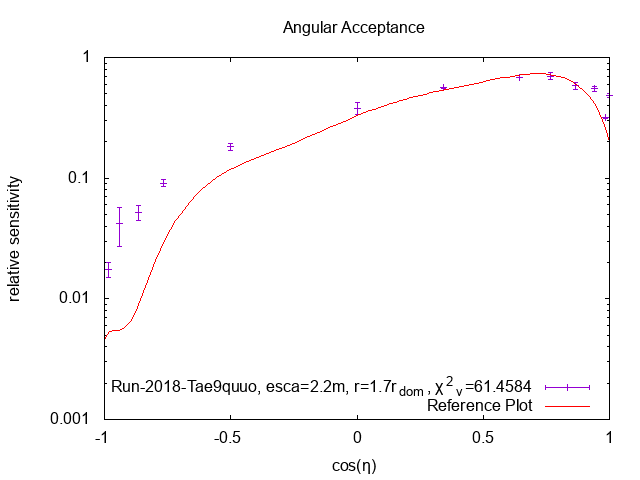 Angular Acceptance
1
0.1
0.01
0.001
relative sensitivity
Run-2018-Tae9quuo, esca=2.2m, r=1.7r_dom, χ²_ν=61.4584
Reference Plot
-1 -0.5 0 0.5 1
cos(η)